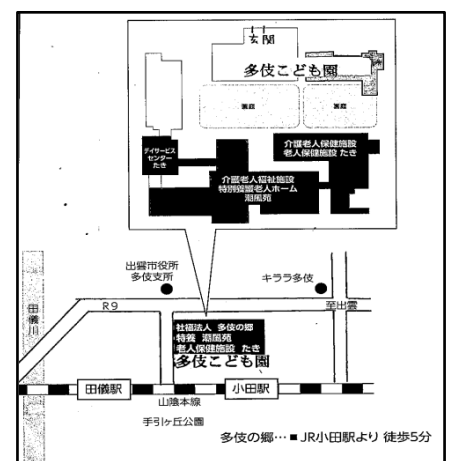 玄関
多伎こども園
園庭
園庭
デイサービス
センター
たき
介護老人保健施設
老人保健施設 たき
介護老人福祉施設
特別養護老人ホーム
潮風苑
出雲市役所
多伎支所
キララ多伎
田儀川
R9
至出雲
社福法人 多伎の郷
特養 潮風苑
老人保健施設 たき
多伎こども園
田儀駅
小田駅
山陰本線
手引ヶ丘公園
多伎の郷…■JR小田駅より 徒歩5分